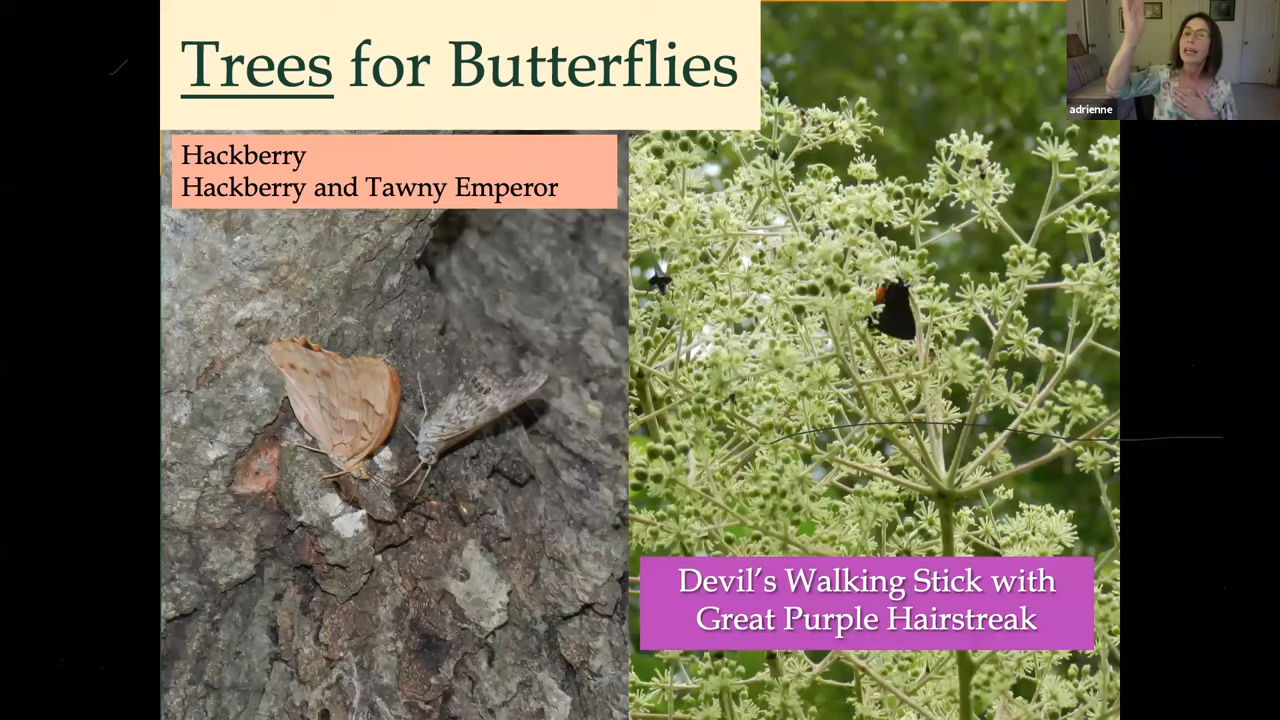 Trees for Butterflies
adrienne
Hackberry
Hackberry and Tawny Emperor
Devil's Walking Stick with
Great Purple Hairstreak